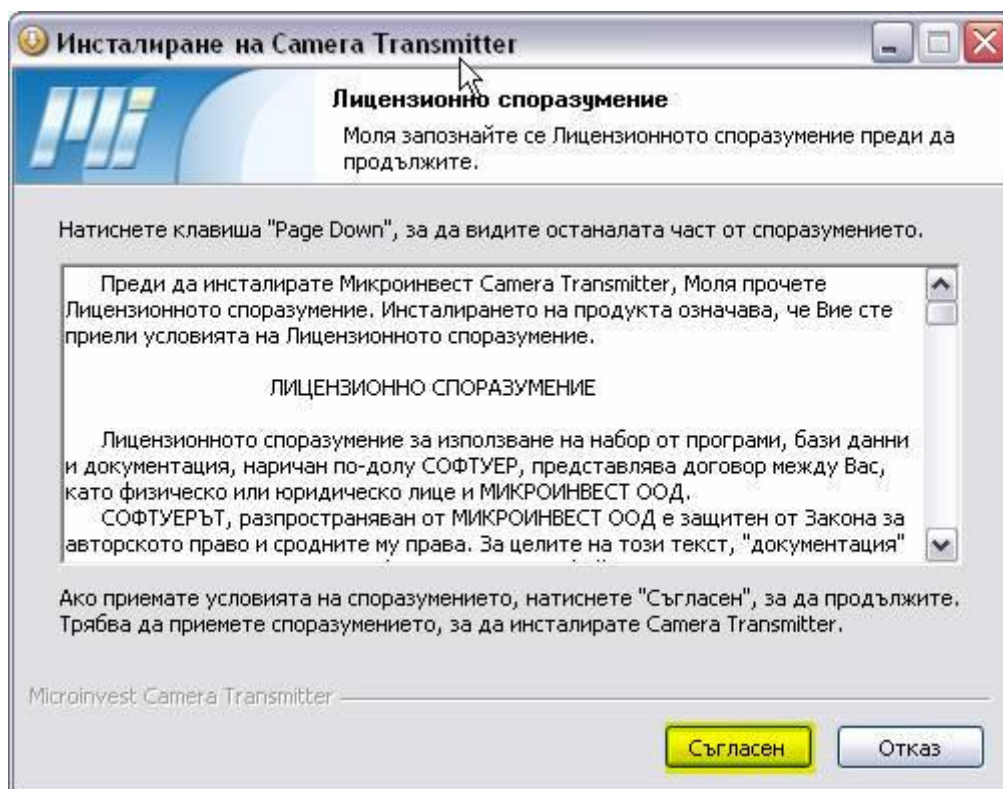 Инсталиране на Camera Transmitter
Mi
Лицензионно споразумение
Моля запознайте се Лицензионното споразумение преди да
продължите.
Натиснете клавиша "Page Down", за да видите останалата част от споразумението.
Преди да инсталирате Микроинвест Camera Transmitter, Моля прочете
Лицензионното споразумение. Инсталирането на продукта означава, че Вие сте
приели условията на Лицензионното споразумение.
ЛИЦЕНЗИОННО СПОРАЗУМЕНИЕ
Лицензионното споразумение за използване на набор от програми, бази данни
и документация, наричан по-долу СОФТУЕР, представлява договор между Вас,
като физическо или юридическо лице и МИКРОИНВЕСТ ООД.
СОФТУЕРЪТ, разпространяван от МИКРОИНВЕСТ ООД е защитен от Закона за
авторското право и сродните му права. За целите на този текст, "документация"
Ако приемате условията на споразумението, натиснете "Съгласен", за да продължите.
Трябва да приемете споразумението, за да инсталирате Camera Transmitter.
Microinvest Camera Transmitter
Съгласен
Отказ